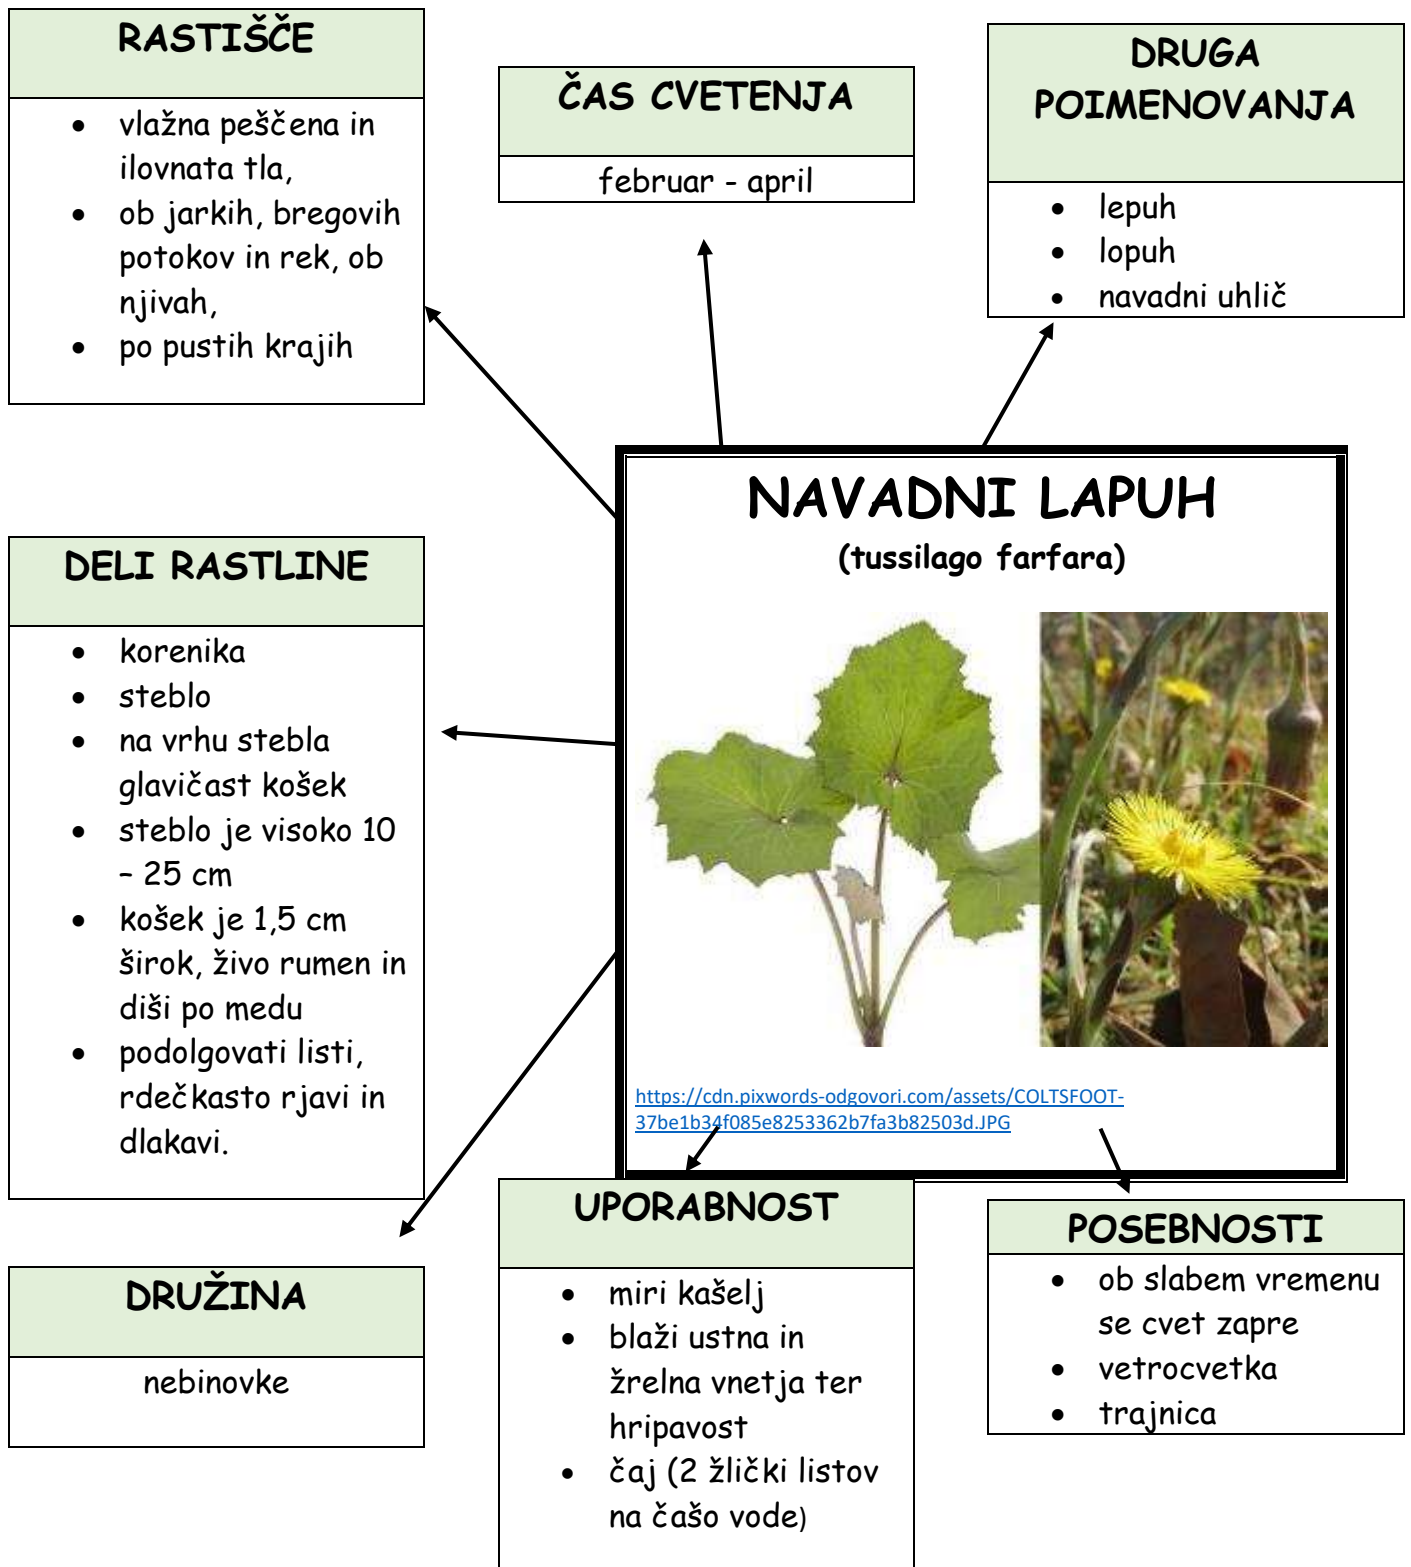 RASTIŠČE
• vlažna peščena in
ilovnata tla,
• ob jarkih, bregovih
potokov in rek, ob
njivah,
• po pustih krajih
ČAS CVETENJA
februar - april
DRUGA
POIMENOVANJA
• lepuh
• lopuh
• navadni uhlič
NAVADNI LAPUH
(tussilago farfara)
https://cdn.pixwords-odgovori.com/assets/COLTSFOOT-
37be1b34f085e8253362b7fa3b82503d.JPG
DELI RASTLINE
• korenika
• steblo
• na vrhu stebla
glavičast košek
• steblo je visoko 10
– 25 cm
• košek je 1,5 cm
širok, živo rumen in
diši po medu
• podolgovati listi,
rdečkasto rjavi in
dlakavi.
DRUŽINA
nebinovke
UPORABNOST
• miri kašelj
• blaži ustna in
žrelna vnetja ter
hripavost
• čaj (2 žlički listov
na čašo vode)
POSEBNOSTI
• ob slabem vremenu
se cvet zapre
• vetrocvetka
• trajnica